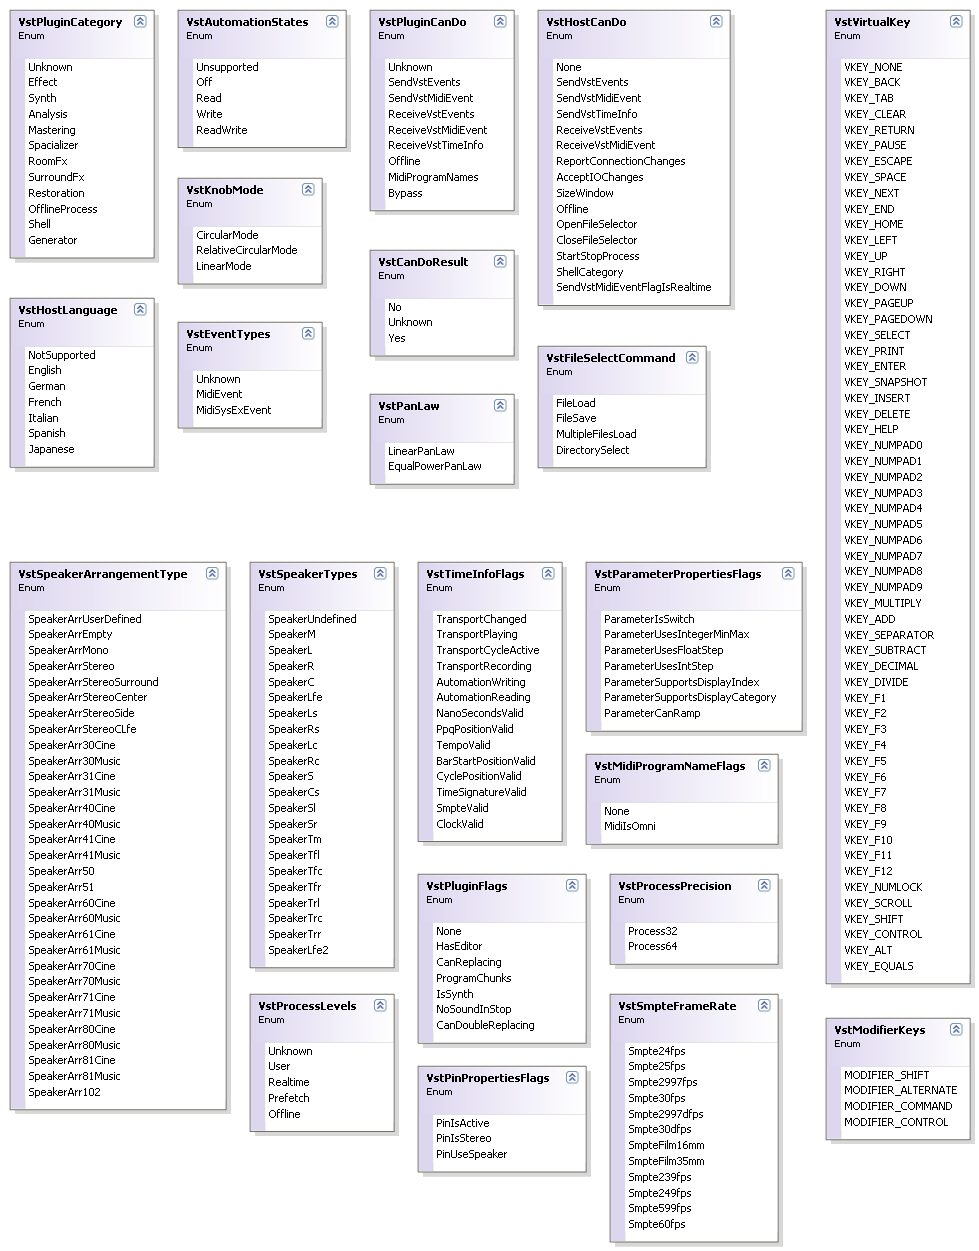 VstPluginCategory
Enum
Unknown
Effect
Synth
Analysis
Mastering
Spacializer
RoomFx
SurroundFx
Restoration
OfflineProcess
Shell
Generator
VstAutomationStates
Enum
Unsupported
Off
Read
Write
ReadWrite
VstPluginCanDo
Enum
Unknown
SendVstEvents
SendVstMidiEvent
ReceiveVstEvents
ReceiveVstMidiEvent
ReceiveVstTimeInfo
Offline
MidiProgramNames
Bypass
VstHostCanDo
Enum
None
SendVstEvents
SendVstMidiEvent
SendVstTimeInfo
ReceiveVstEvents
ReceiveVstMidiEvent
ReportConnectionChanges
AcceptIOChanges
SizeWindow
Offline
OpenFileSelector
CloseFileSelector
StartStopProcess
ShellCategory
SendVstMidiEventFlagIsRealtime
VstVirtualKey
Enum
VKEY_NONE
VKEY_BACK
VKEY_TAB
VKEY_CLEAR
VKEY_RETURN
VKEY_PAUSE
VKEY_ESCAPE
VKEY_SPACE
VKEY_NEXT
VKEY_END
VKEY_HOME
VKEY_LEFT
VKEY_UP
VKEY_RIGHT
VKEY_DOWN
VKEY_PAGEUP
VKEY_PAGEDOWN
VKEY_SELECT
VKEY_PRINT
VKEY_ENTER
VKEY_SNAPSHOT
VKEY_INSERT
VKEY_DELETE
VKEY_HELP
VKEY_NUMPAD0
VKEY_NUMPAD1
VKEY_NUMPAD2
VKEY_NUMPAD3
VKEY_NUMPAD4
VKEY_NUMPAD5
VKEY_NUMPAD6
VKEY_NUMPAD7
VKEY_NUMPAD8
VKEY_NUMPAD9
VKEY_MULTIPLY
VKEY_ADD
VKEY_SEPARATOR
VKEY_SUBTRACT
VKEY_DECIMAL
VKEY_DIVIDE
VKEY_F1
VKEY_F2
VKEY_F3
VKEY_F4
VKEY_F5
VKEY_F6
VKEY_F7
VKEY_F8
VKEY_F9
VKEY_F10
VKEY_F11
VKEY_F12
VKEY_NUMLOCK
VKEY_SCROLL
VKEY_SHIFT
VKEY_CONTROL
VKEY_ALT
VKEY_EQUALS
VstKnobMode
Enum
CircularMode
RelativeCircularMode
LinearMode
VstCanDoResult
Enum
No
Unknown
Yes
VstHostLanguage
Enum
NotSupported
English
German
French
Italian
Spanish
Japanese
VstEventTypes
Enum
Unknown
MidiEvent
MidiSysExEvent
VstFileSelectCommand
Enum
FileLoad
FileSave
MultipleFilesLoad
DirectorySelect
VstPanLaw
Enum
LinearPanLaw
EqualPowerPanLaw
VstSpeakerArrangementType
Enum
SpeakerArrUserDefined
SpeakerArrEmpty
SpeakerArrMono
SpeakerArrStereo
SpeakerArrStereoSurround
SpeakerArrStereoCenter
SpeakerArrStereoSide
SpeakerArrStereoCLfe
SpeakerArr30Cine
SpeakerArr30Music
SpeakerArr31Cine
SpeakerArr31Music
SpeakerArr40Cine
SpeakerArr40Music
SpeakerArr41Cine
SpeakerArr41Music
SpeakerArr50
SpeakerArr51
SpeakerArr60Cine
SpeakerArr60Music
SpeakerArr61Cine
SpeakerArr61Music
SpeakerArr70Cine
SpeakerArr70Music
SpeakerArr71Cine
SpeakerArr71Music
SpeakerArr80Cine
SpeakerArr80Music
SpeakerArr81Cine
SpeakerArr81Music
SpeakerArr102
VstSpeakerTypes
Enum
SpeakerUndefined
SpeakerM
SpeakerL
SpeakerR
SpeakerC
SpeakerLfe
SpeakerLs
SpeakerRs
SpeakerLc
SpeakerRc
SpeakerS
SpeakerCs
SpeakerSl
SpeakerSr
SpeakerTm
SpeakerTfl
SpeakerTfc
SpeakerTfr
SpeakerTrl
SpeakerTrc
SpeakerTrr
SpeakerLfe2
VstTimeInfoFlags
Enum
TransportChanged
TransportPlaying
TransportCycleActive
TransportRecording
AutomationWriting
AutomationReading
NanoSecondsValid
PpqPositionValid
TempoValid
BarStartPositionValid
CyclePositionValid
TimeSignatureValid
SmpteValid
ClockValid
VstParameterPropertiesFlags
Enum
ParameterIsSwitch
ParameterUsesIntegerMinMax
ParameterUsesFloatStep
ParameterUsesIntStep
ParameterSupportsDisplayIndex
ParameterSupportsDisplayCategory
ParameterCanRamp
VstMidiProgramNameFlags
Enum
None
MidiIsOmni
VstPluginFlags
Enum
None
HasEditor
CanReplacing
ProgramChunks
IsSynth
NoSoundInStop
CanDoubleReplacing
VstProcessPrecision
Enum
Process32
Process64
VstProcessLevels
Enum
Unknown
User
Realtime
Prefetch
Offline
VstSmpteFrameRate
Enum
Smpte24fps
Smpte25fps
Smpte2997fps
Smpte30fps
Smpte2997dfps
Smpte30dfps
SmpteFilm16mm
SmpteFilm35mm
Smpte239fps
Smpte249fps
Smpte599fps
Smpte60fps
VstModifierKeys
Enum
MODIFIER_SHIFT
MODIFIER_ALTERNATE
MODIFIER_COMMAND
MODIFIER_CONTROL
VstPinPropertiesFlags
Enum
PinIsActive
PinIsStereo
PinUseSpeaker